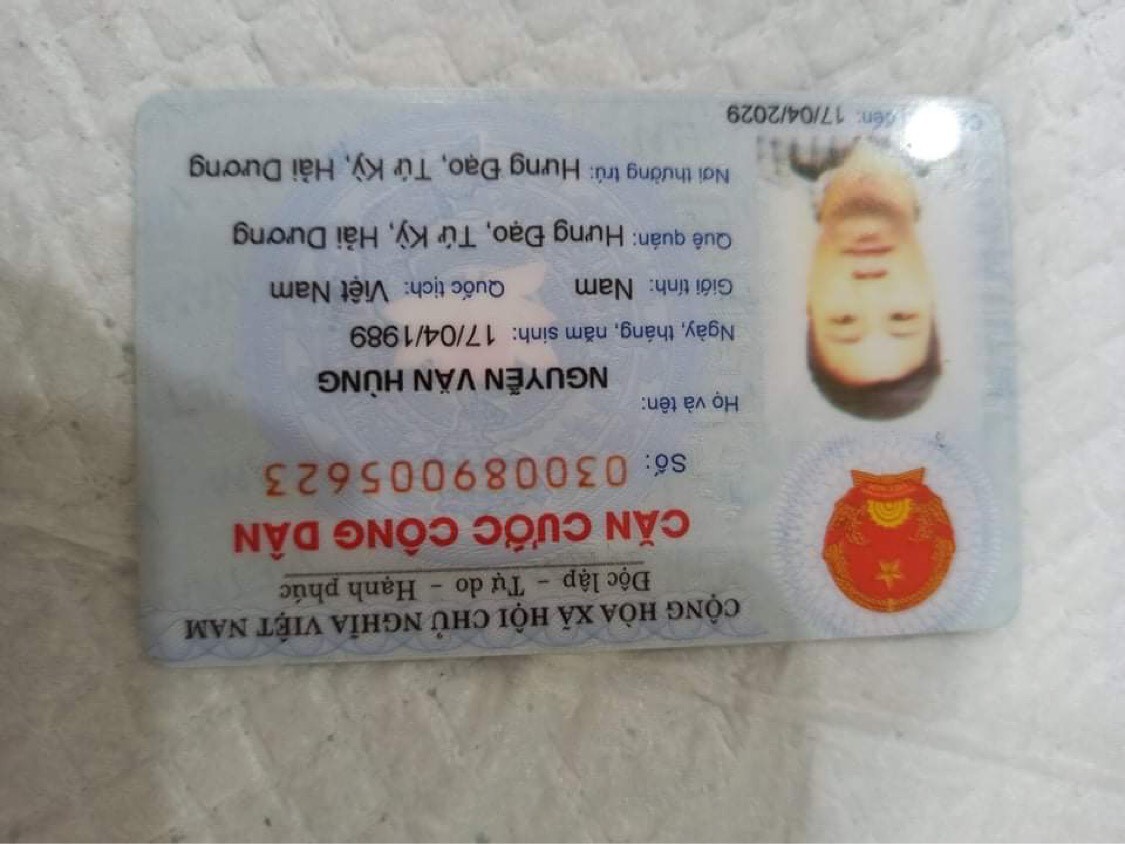 CỘNG HÒA XÃ HỘI CHỦ NGHĨA VIỆT NAM
Độc lập - Tự do - Hạnh phúc
CĂN CƯỚC CÔNG DÂN
Số: 030089005623
Họ và tên:
NGUYỄN VĂN HÙNG
Ngày, tháng, năm sinh: 17/04/1989
Giới tính: Nam Quốc tịch: Việt Nam
Quê quán: Hưng Đạo, Tứ Kỳ, Hải Dương
Nơi thường trú: Hưng Đạo, Tứ Kỳ, Hải Dương
đến: 17/04/2029